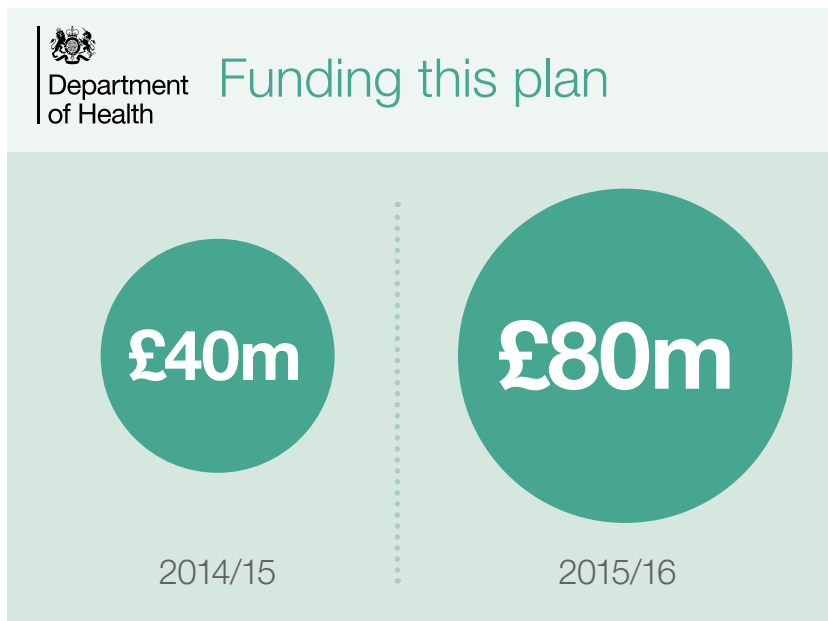 Department
of Health
Funding this plan
£40m
£80m
2014/15
2015/16